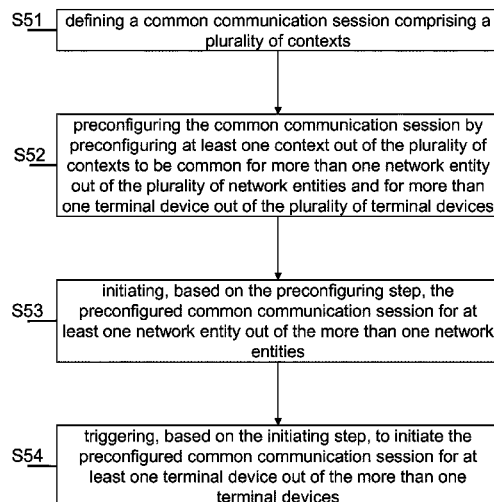 S51
defining a common communication session comprising a
plurality of contexts
S52
preconfiguring the common communication session by
preconfiguring at least one context out of the plurality of
contexts to be common for more than one network entity
out of the plurality of network entities and for more than
one terminal device out of the plurality of terminal devices
S53
initiating, based on the preconfiguring step, the
preconfigured common communication session for at
least one network entity out of the more than one network
entities
S54
triggering, based on the initiating step, to initiate the
preconfigured common communication session for at
least one terminal device out of the more than one
terminal devices